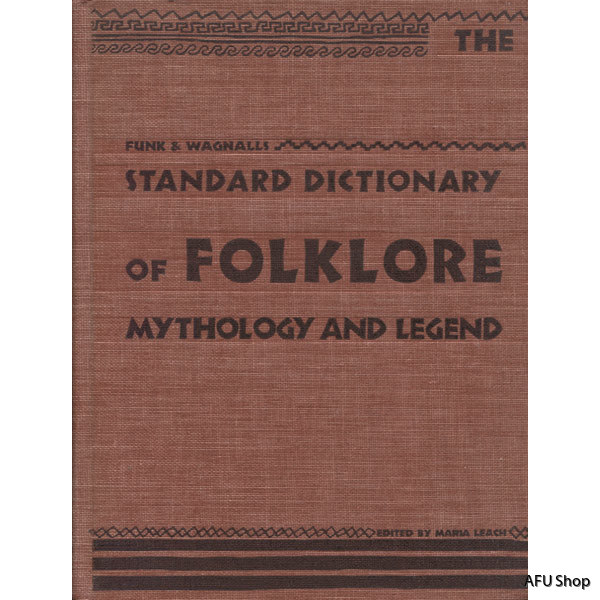 THE
FUNK & WAGNALLS
STANDARD DICTIONARY
OF FOLKLORE
MYTHOLOGY AND LEGEND
EDITED BY MARIA LEACH
AFU Shop